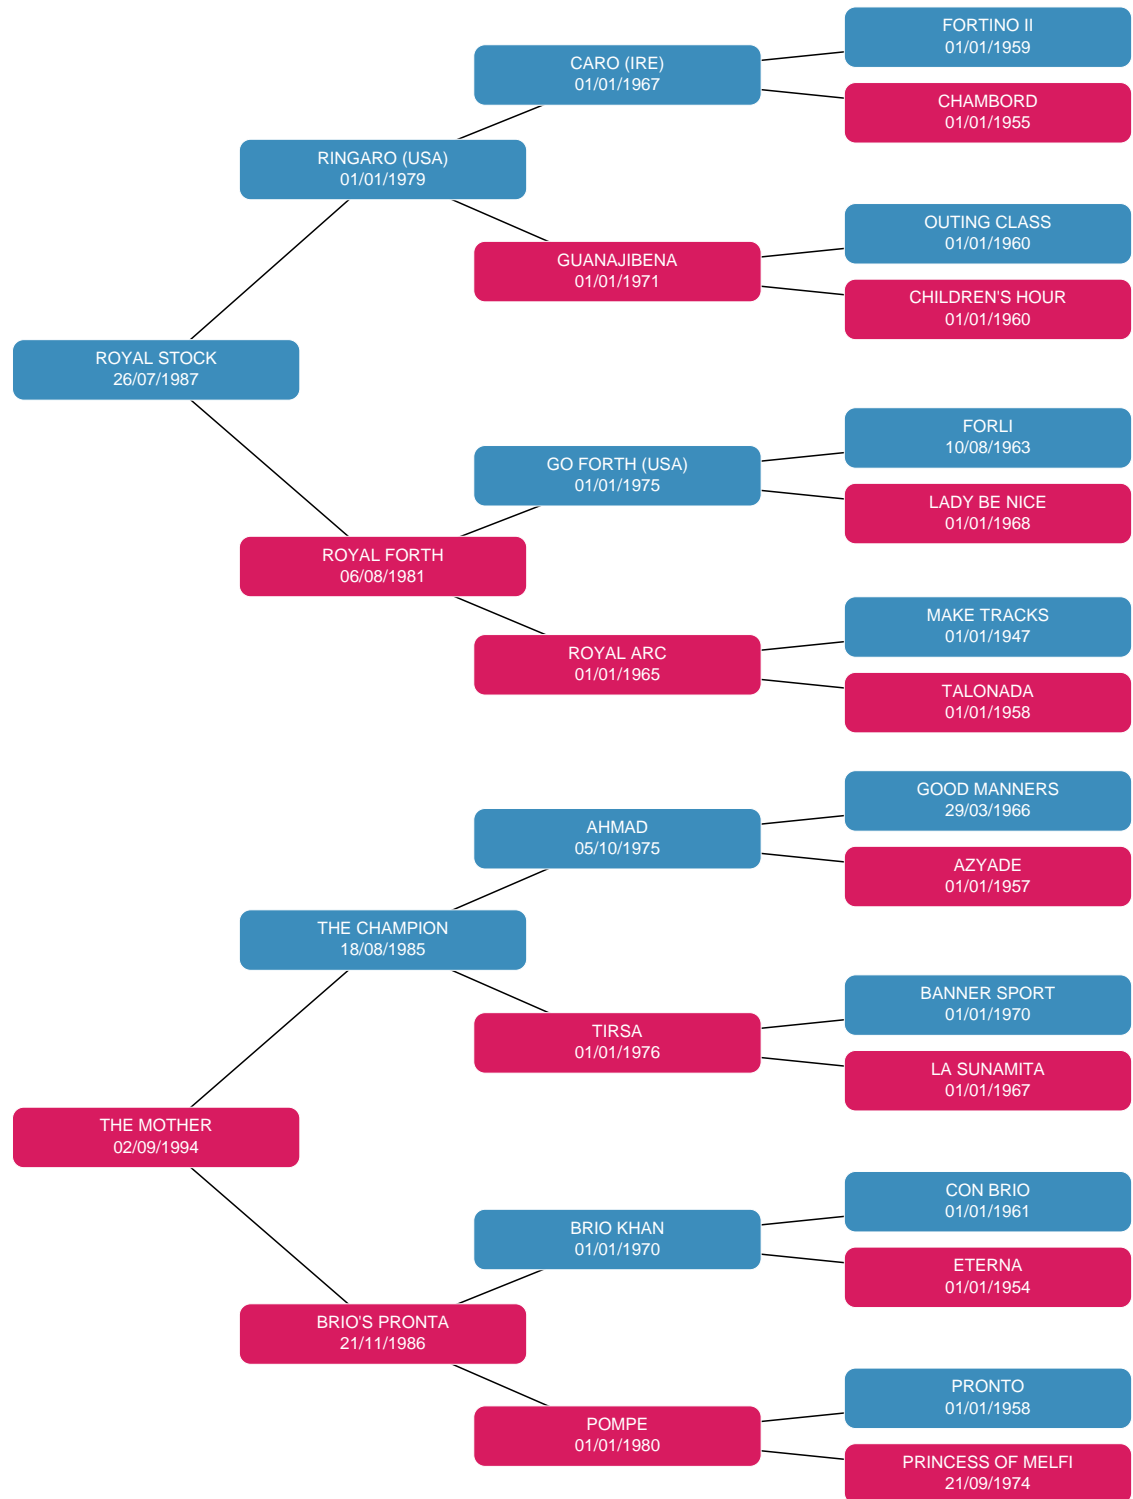 FORTINO II
01/01/1959
CARO (IRE)
01/01/1967
CHAMBORD
01/01/1955
RINGARO (USA)
01/01/1979
OUTING CLASS
01/01/1960
GUANAJIBENA
01/01/1971
CHILDREN'S HOUR
01/01/1960
ROYAL STOCK
26/07/1987
FORLI
10/08/1963
GO FORTH (USA)
01/01/1975
LADY BE NICE
01/01/1968
ROYAL FORTH
06/08/1981
MAKE TRACKS
01/01/1947
ROYAL ARC
01/01/1965
TALONADA
01/01/1958
GOOD MANNERS
29/03/1966
AHMAD
05/10/1975
AZYADE
01/01/1957
THE CHAMPION
18/08/1985
BANNER SPORT
01/01/1970
TIRSA
01/01/1976
LA SUNAMITA
01/01/1967
THE MOTHER
02/09/1994
CON BRIO
01/01/1961
BRIO KHAN
01/01/1970
ETERNA
01/01/1954
BRIO'S PRONTA
21/11/1986
PRONTO
01/01/1958
POMPE
01/01/1980
PRINCESS OF MELFI
21/09/1974